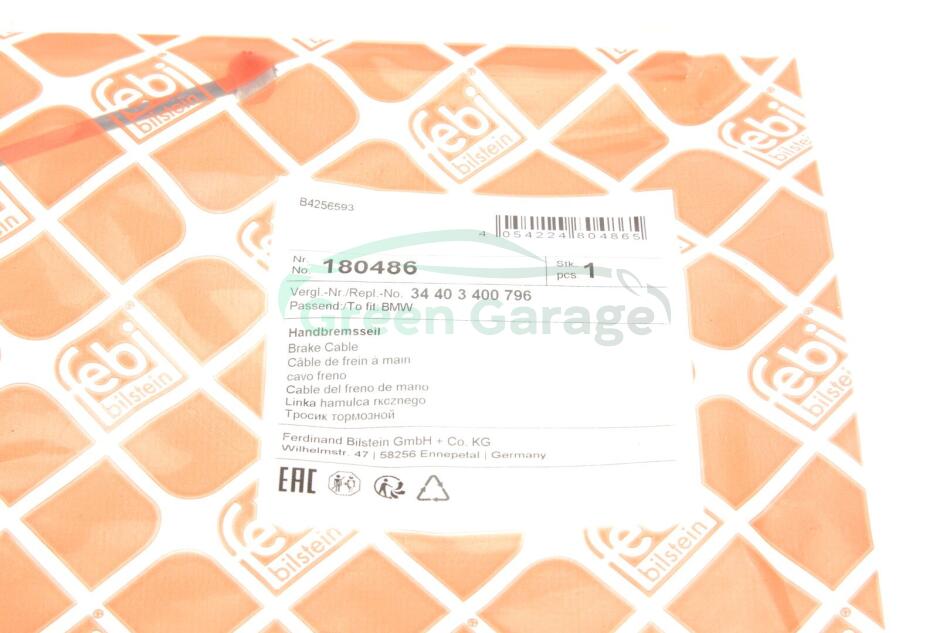 febi
bilstein
febi
bilstein
febi
bilstein
B4256593
4 054224 804865
Nr.
No. 180486
Stk.
pcs 1
Vergl.-Nr./Repl.-No. 34 40 3 400 796
Passend:/To fit: BMW
Green Garage
Handbremsseil
Brake Cable
Câble de frein à main
cavo freno
Cable del freno de mano
Linka hamulca rкcznego
Тросик тормозной
febi
bilstein
febi
bilstein
Ferdinand Bilstein GmbH + Co. KG
Wilhelmstr. 47 | 58256 Ennepetal | Germany
EAC
bilstein
febi
bilstein